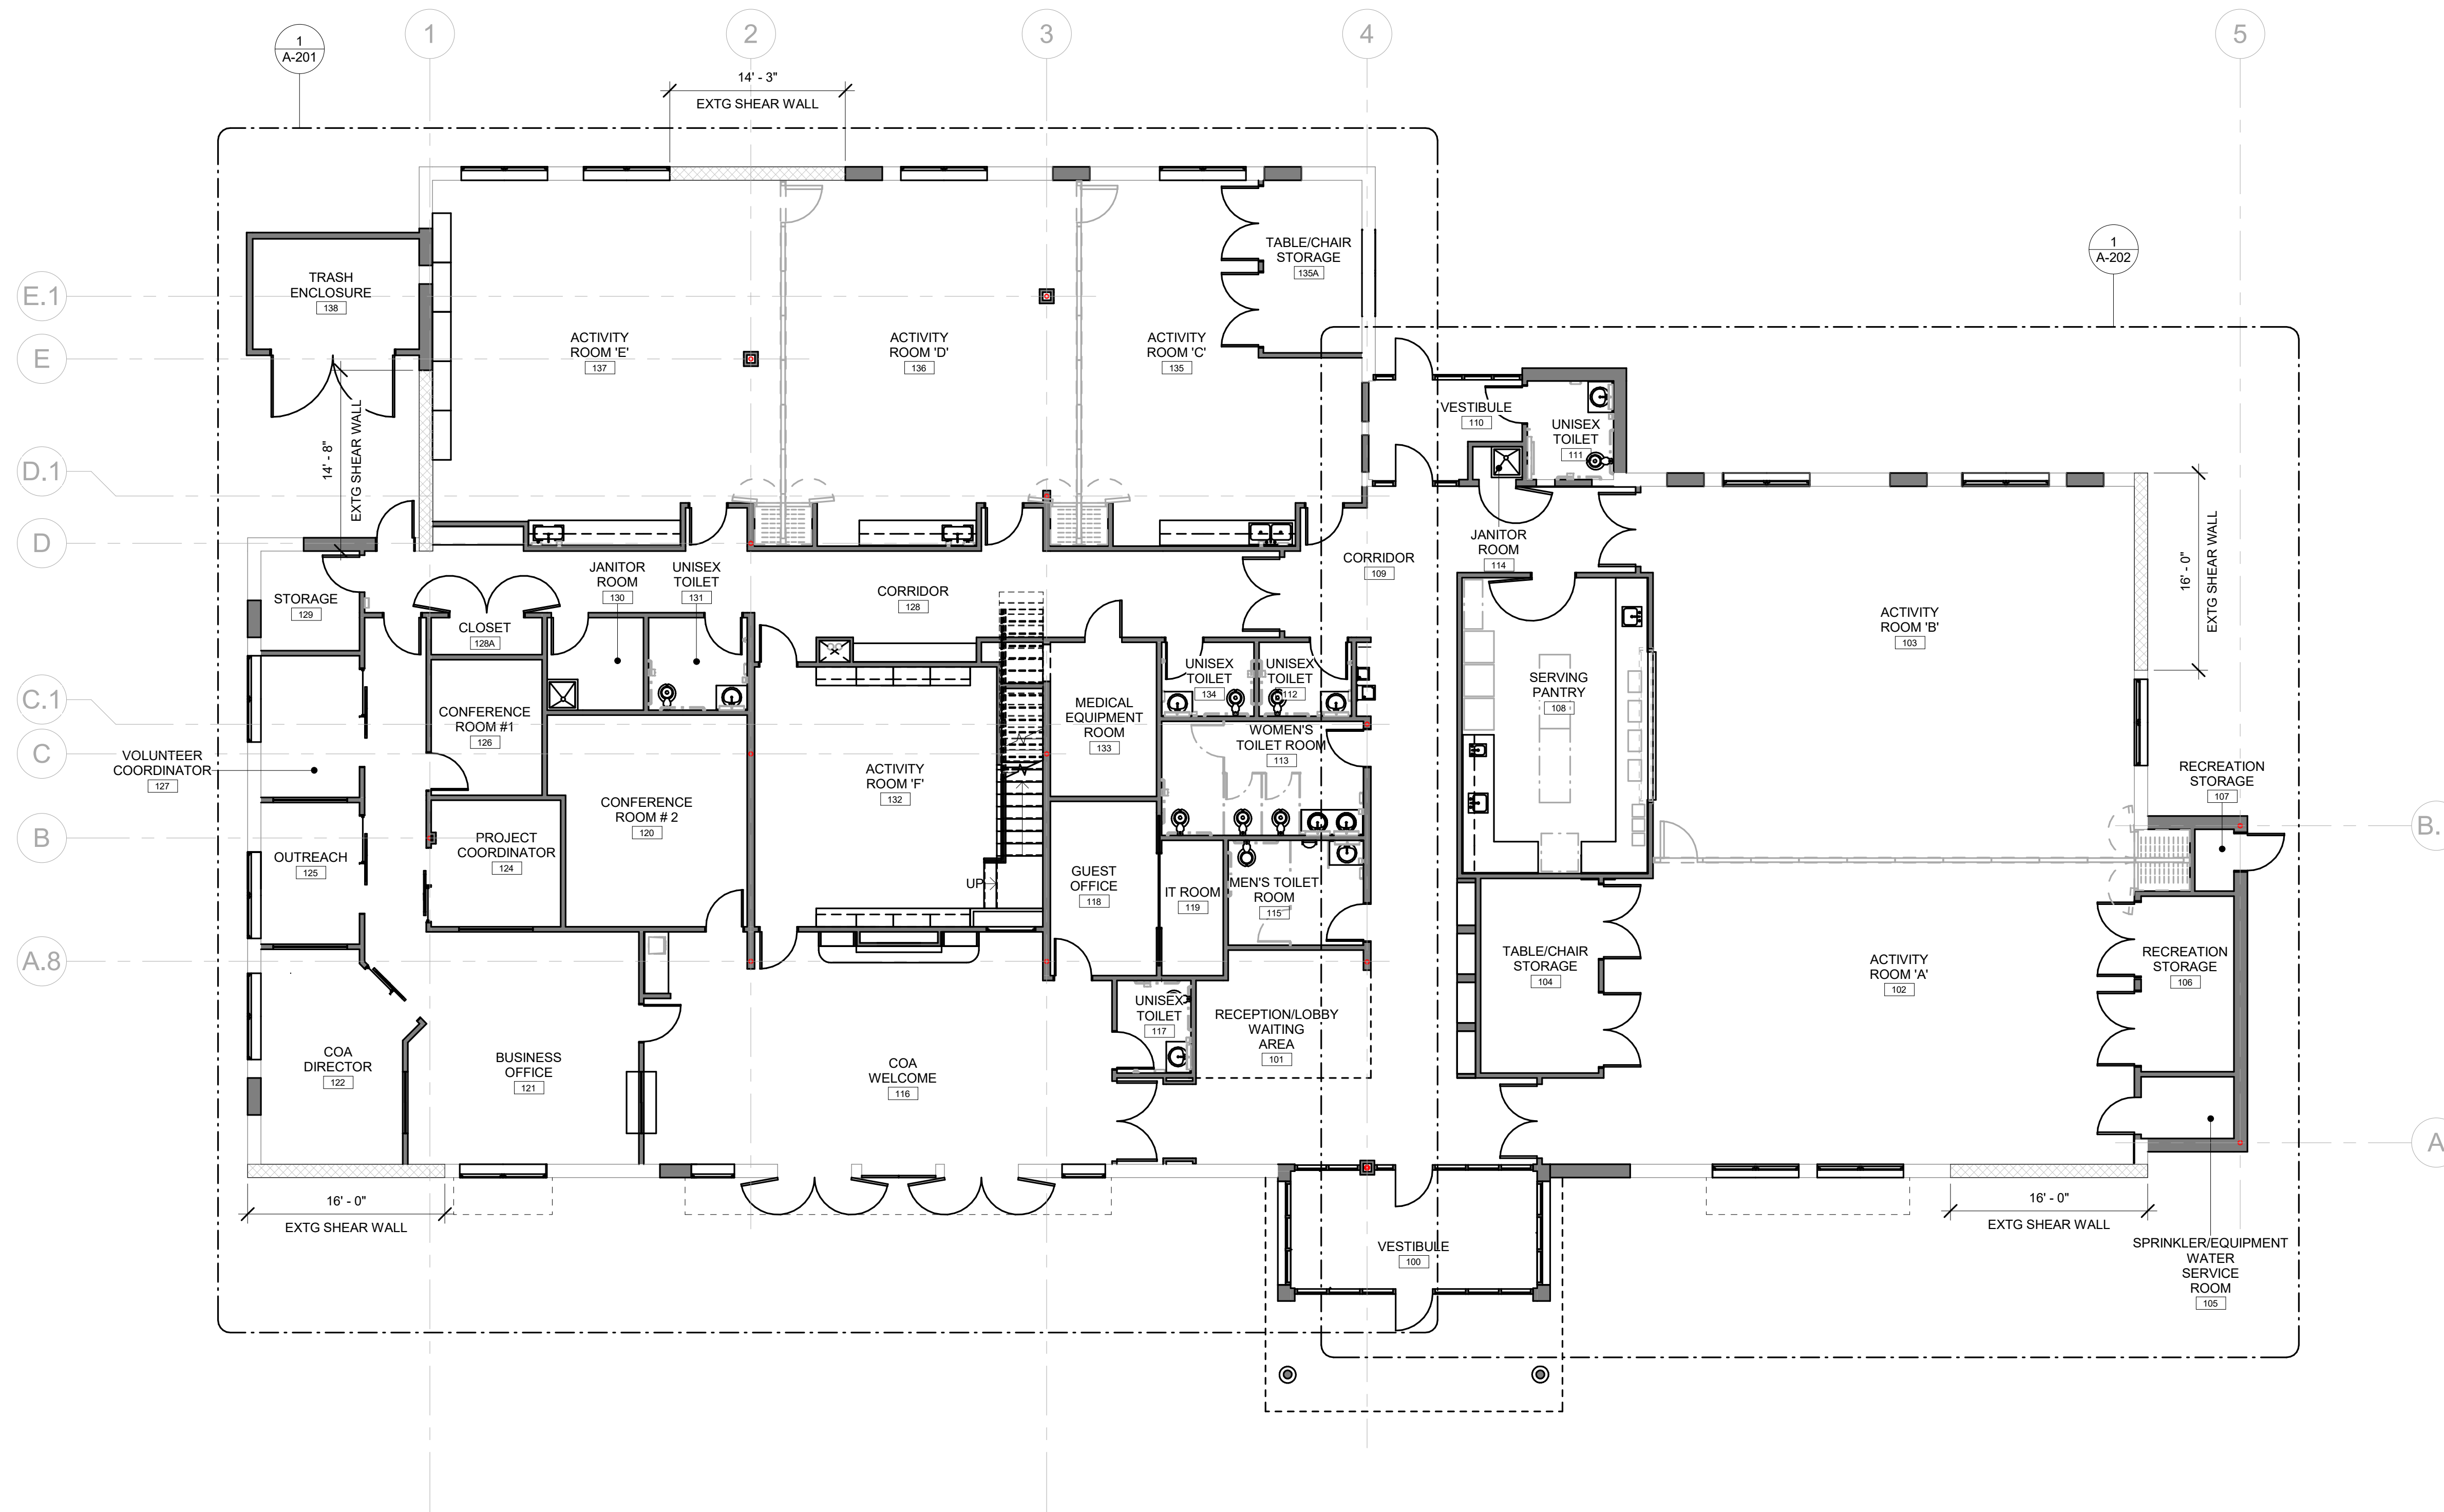 1
2
3
4
5
1
A-201
14' - 3"
EXTG SHEAR WALL
1
A-202
E.1
E
D.1
D
C.1
C
B
A.8
B.
A
TRASH
ENCLOSURE
138
14' - 8"
EXTG SHEAR WALL
ACTIVITY
ROOM 'E'
137
ACTIVITY
ROOM 'D'
136
ACTIVITY
ROOM 'C'
135
TABLE/CHAIR
STORAGE
135A
VESTIBULE
110
UNISEX
TOILET
111
JANITOR
ROOM
114
CORRIDOR
109
16' - 0"
EXTG SHEAR WALL
STORAGE
129
CLOSET
128A
JANITOR
ROOM
130
UNISEX
TOILET
131
CORRIDOR
128
UNISEX
TOILET
134
UNISEX
TOILET
112
ACTIVITY
ROOM 'B'
103
SERVING
PANTRY
108
VOLUNTEER
COORDINATOR
127
CONFERENCE
ROOM #1
126
MEDICAL
EQUIPMENT
ROOM
133
WOMEN'S
TOILET ROOM
113
ACTIVITY
ROOM 'F'
132
CONFERENCE
ROOM # 2
120
RECREATION
STORAGE
107
PROJECT
COORDINATOR
124
OUTREACH
125
UP
GUEST
OFFICE
118
IT ROOM
119
MEN'S TOILET
ROOM
115
TABLE/CHAIR
STORAGE
104
ACTIVITY
ROOM 'A'
102
RECREATION
STORAGE
106
UNISEX
TOILET
117
RECEPTION/LOBBY
WAITING
AREA
101
COA
DIRECTOR
122
BUSINESS
OFFICE
121
COA
WELCOME
116
16' - 0"
EXTG SHEAR WALL
VESTIBULE
100
16' - 0"
EXTG SHEAR WALL
SPRINKLER/EQUIPMENT
WATER
SERVICE
ROOM
105